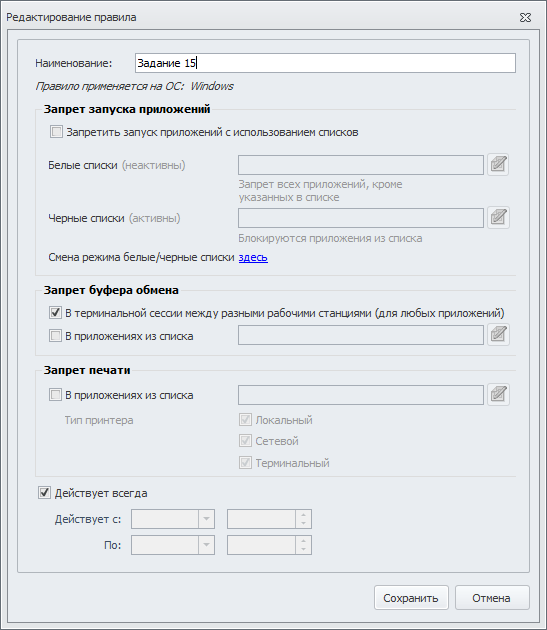 Редактирование правила
Наименование: Задание 15
Правило применяется на ОС: Windows
Запрет запуска приложений
Запретить запуск приложений с использованием списков
Белые списки (неактивны)
Запрет всех приложений, кроме
указанных в списке
Черные списки (активны)
Блокируются приложения из списка
Смена режима белые/черные списки здесь
Запрет буфера обмена
В терминальной сессии между разными рабочими станциями (для любых приложений)
В приложениях из списка
Запрет печати
В приложениях из списка
Тип принтера Локальный
Сетевой
Терминальный
Действует всегда
Действует с:
По:
Сохранить Отмена